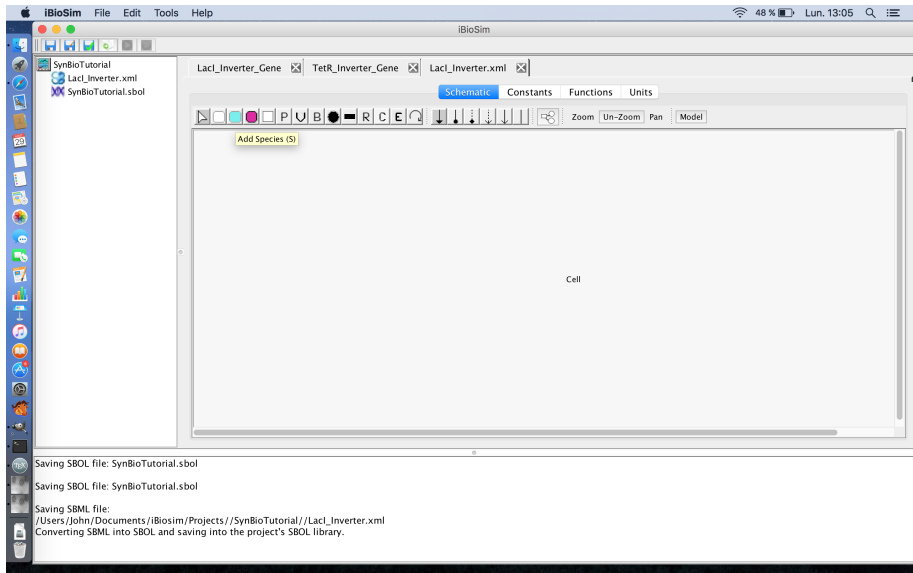 iBioSim File Edit Tools Help 48 % Lun. 13:05
iBioSim
SynBioTutorial
LacI_Inverter.xml
SynBioTutorial.sbol
LacI_Inverter_Gene TetR_Inverter_Gene LacI_Inverter.xml
Schematic Constants Functions Units
P V B R C E Zoom Un-Zoom Pan Model
Add Species (S)
Cell
29
TEX
Saving SBOL file: SynBioTutorial.sbol
Saving SBOL file: SynBioTutorial.sbol
Saving SBML file:
/Users/John/Documents/iBiosim/Projects//SynBioTutorial//LacI_Inverter.xml
Converting SBML into SBOL and saving into the project's SBOL library.